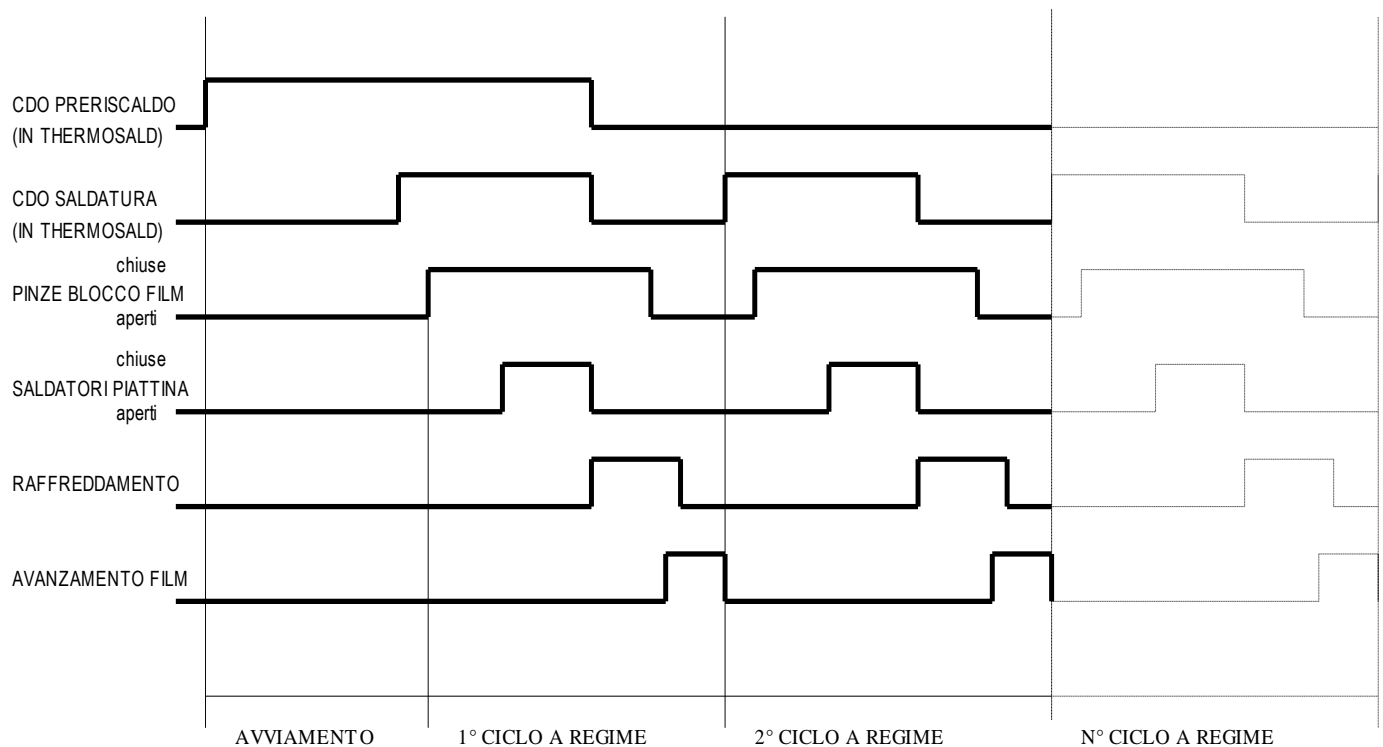 CDO PRERISCALDO
(IN THERMOSALD)
CDO SALDATURA
(IN THERMOSALD)
chiuse
PINZE BLOCCO FILM
aperti
chiuse
SALDATORI PIATTINA
aperti
RAFFREDDAMENTO
AVANZAMENTO FILM
AVVIAMENTO 1° CICLO A REGIME 2° CICLO A REGIME N° CICLO A REGIME